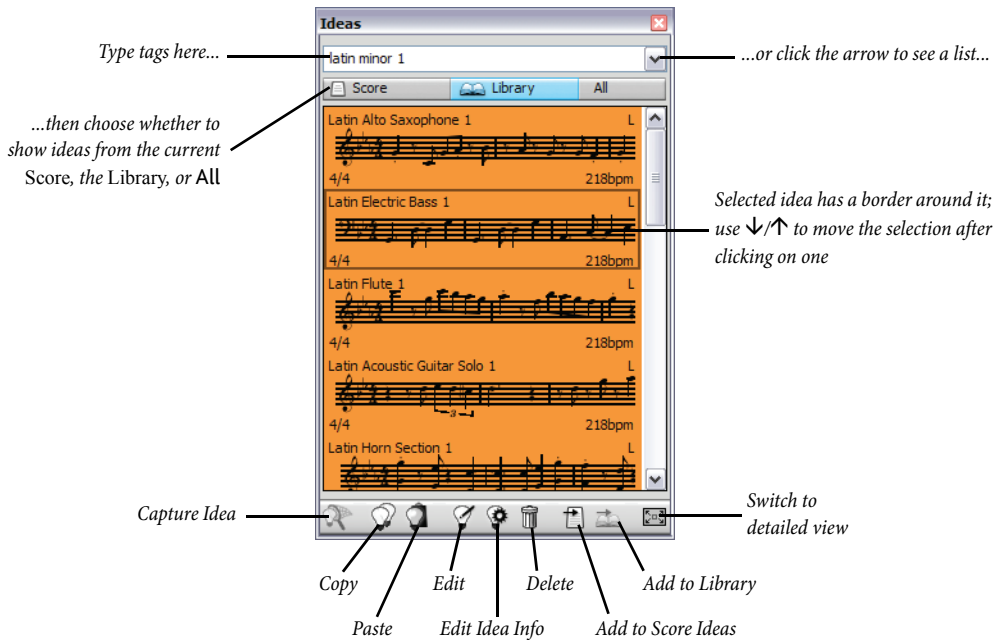 Ideas
Type tags here...
latin minor 1
...or click the arrow to see a list...
Score
Library
All
...then choose whether to
show ideas from the current
Score, the Library, or All
Latin Alto Saxophone 1 L
4/4 218bpm
Latin Electric Bass 1 L
4/4 218bpm
Selected idea has a border around it;
use ↓/↑ to move the selection after
clicking on one
Latin Flute 1 L
4/4 218bpm
Latin Acoustic Guitar Solo 1 L
3
4/4 218bpm
Latin Horn Section 1 L
Capture Idea
Switch to
detailed view
Copy
Edit
Delete
Add to Library
Paste
Edit Idea Info
Add to Score Ideas